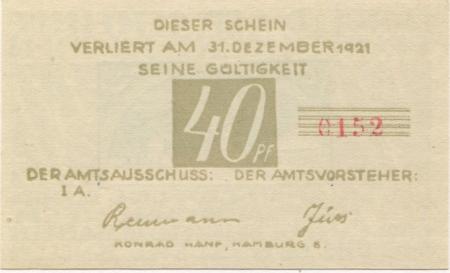 DIESER SCHEIN
VERLIERT AM 31. DEZEMBER 1921
SEINE GÜLTIGKEIT
40 PF
0152
DER AMTSAUSSCHUSS: DER AMTSVORSTEHER:
I A.
KONRAD HANF, HAMBURG 8.